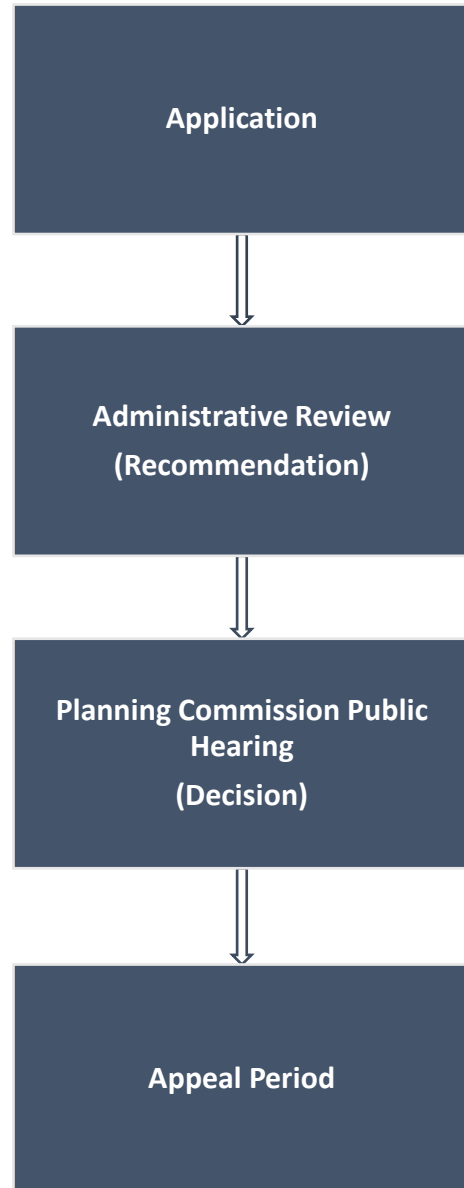 Application
Administrative Review
(Recommendation)
Planning Commission Public
Hearing
(Decision)
Appeal Period